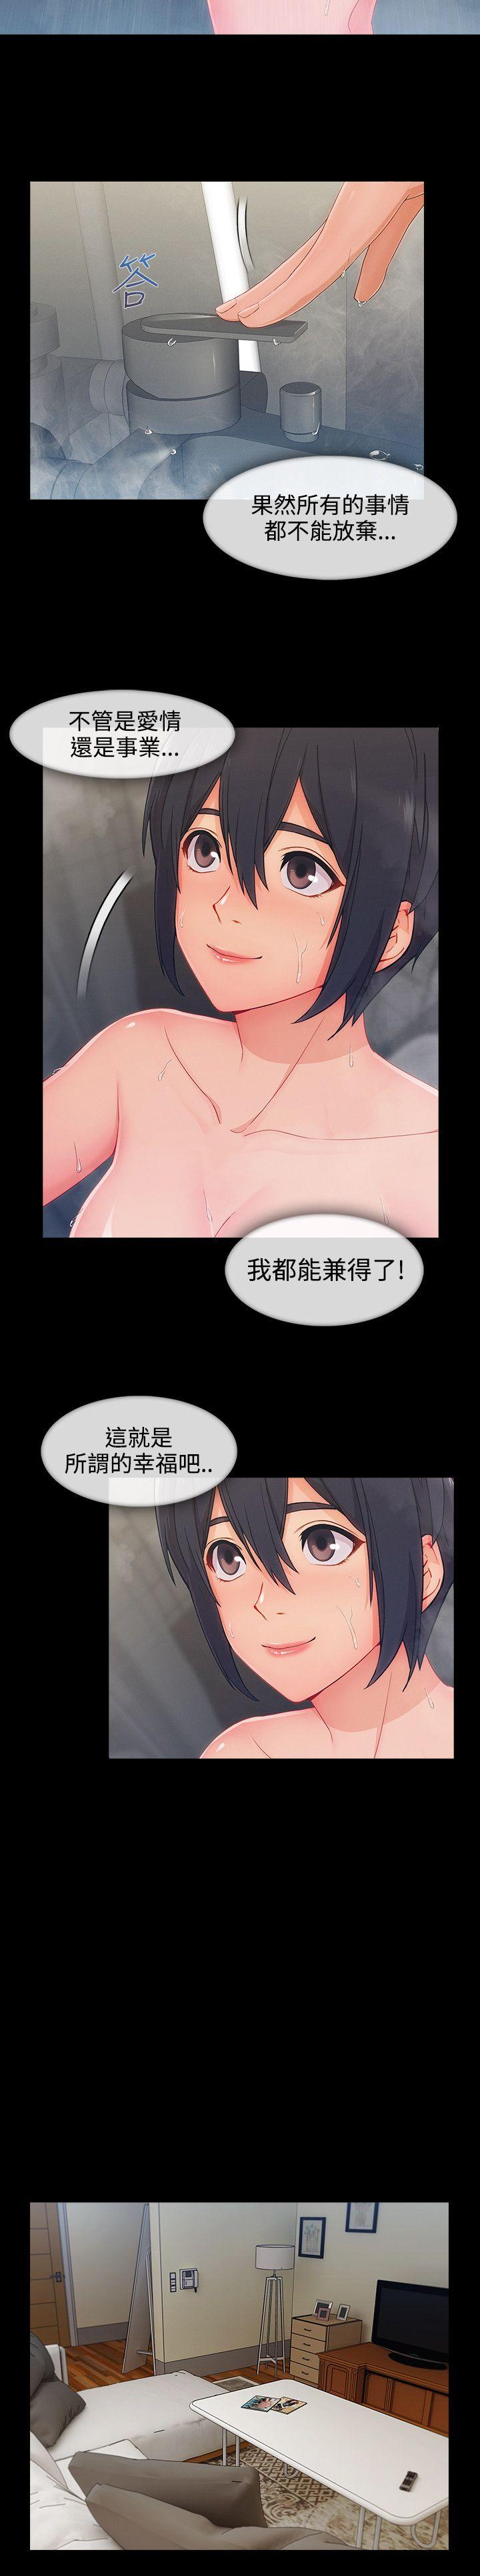 答
果然所有的事情
都不能放棄...
不管是愛情
還是事業...
我都能兼得了!
這就是
所謂的幸福吧..